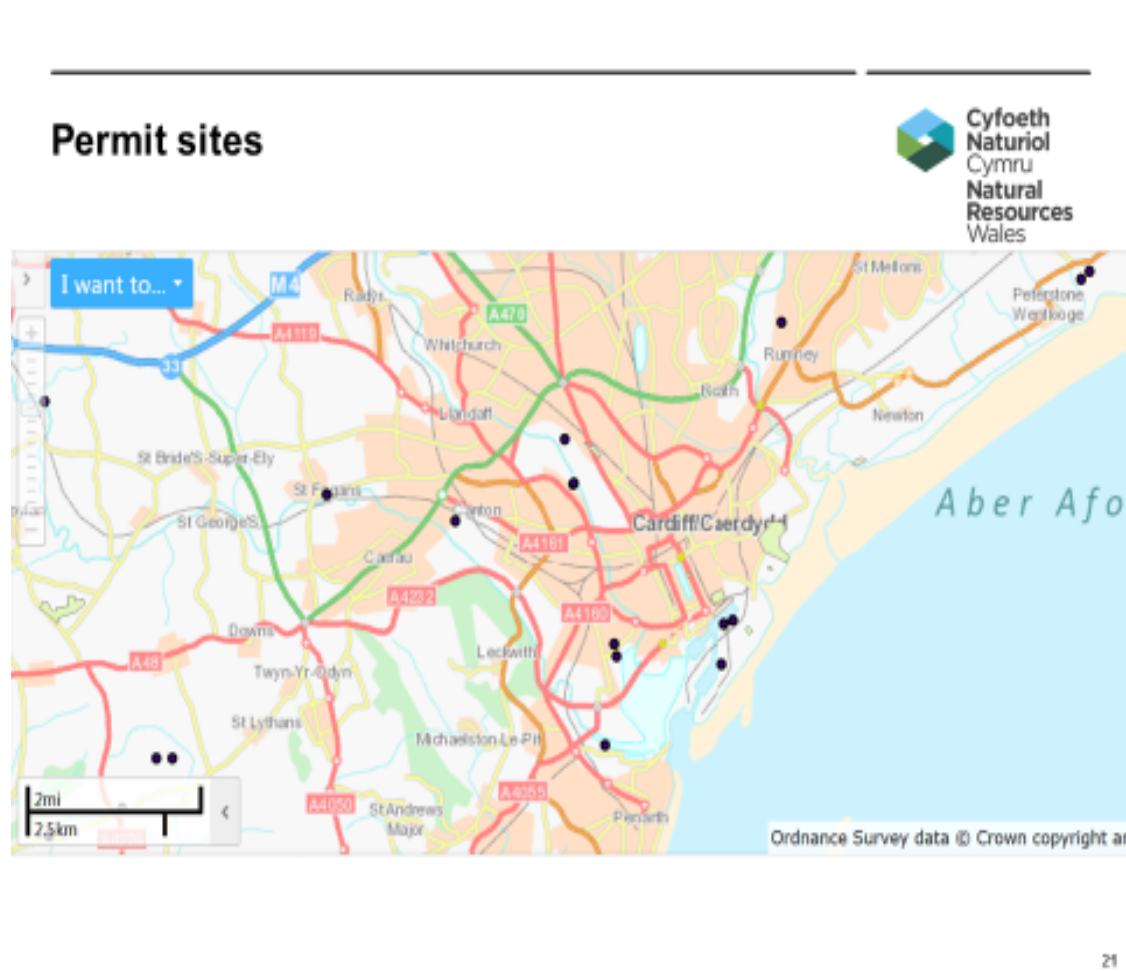 Permit sites
Cyfoeth
Naturiol
Cymru
Natural
Resources
Wales
I want to...
M4
A470
St Mellons
Radyr
Peterstone
Wentlooge
A4119
Whitchurch
Rumney
33
Roath
Llandaff
Newton
St Bride'S-Super-Ely
St Fagans
Canton
Aber Afo
St George'S
Cardiff/Caerdydd
A4161
Caerau
A4232
A4160
Downs
Leckwith
A48
Twyn-Yr-Odyn
St Lythans
Michaelston-Le-Pit
2mi
2.5km
A4050
A4055
St Andrews
Major
Penarth
Ordnance Survey data © Crown copyright an
21